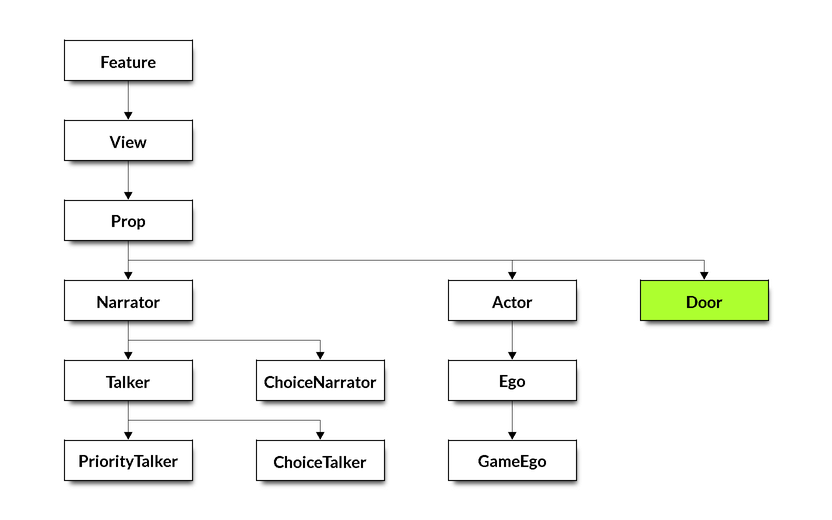 Feature
View
Prop
Narrator
Actor
Door
Talker
ChoiceNarrator
Ego
PriorityTalker
ChoiceTalker
GameEgo